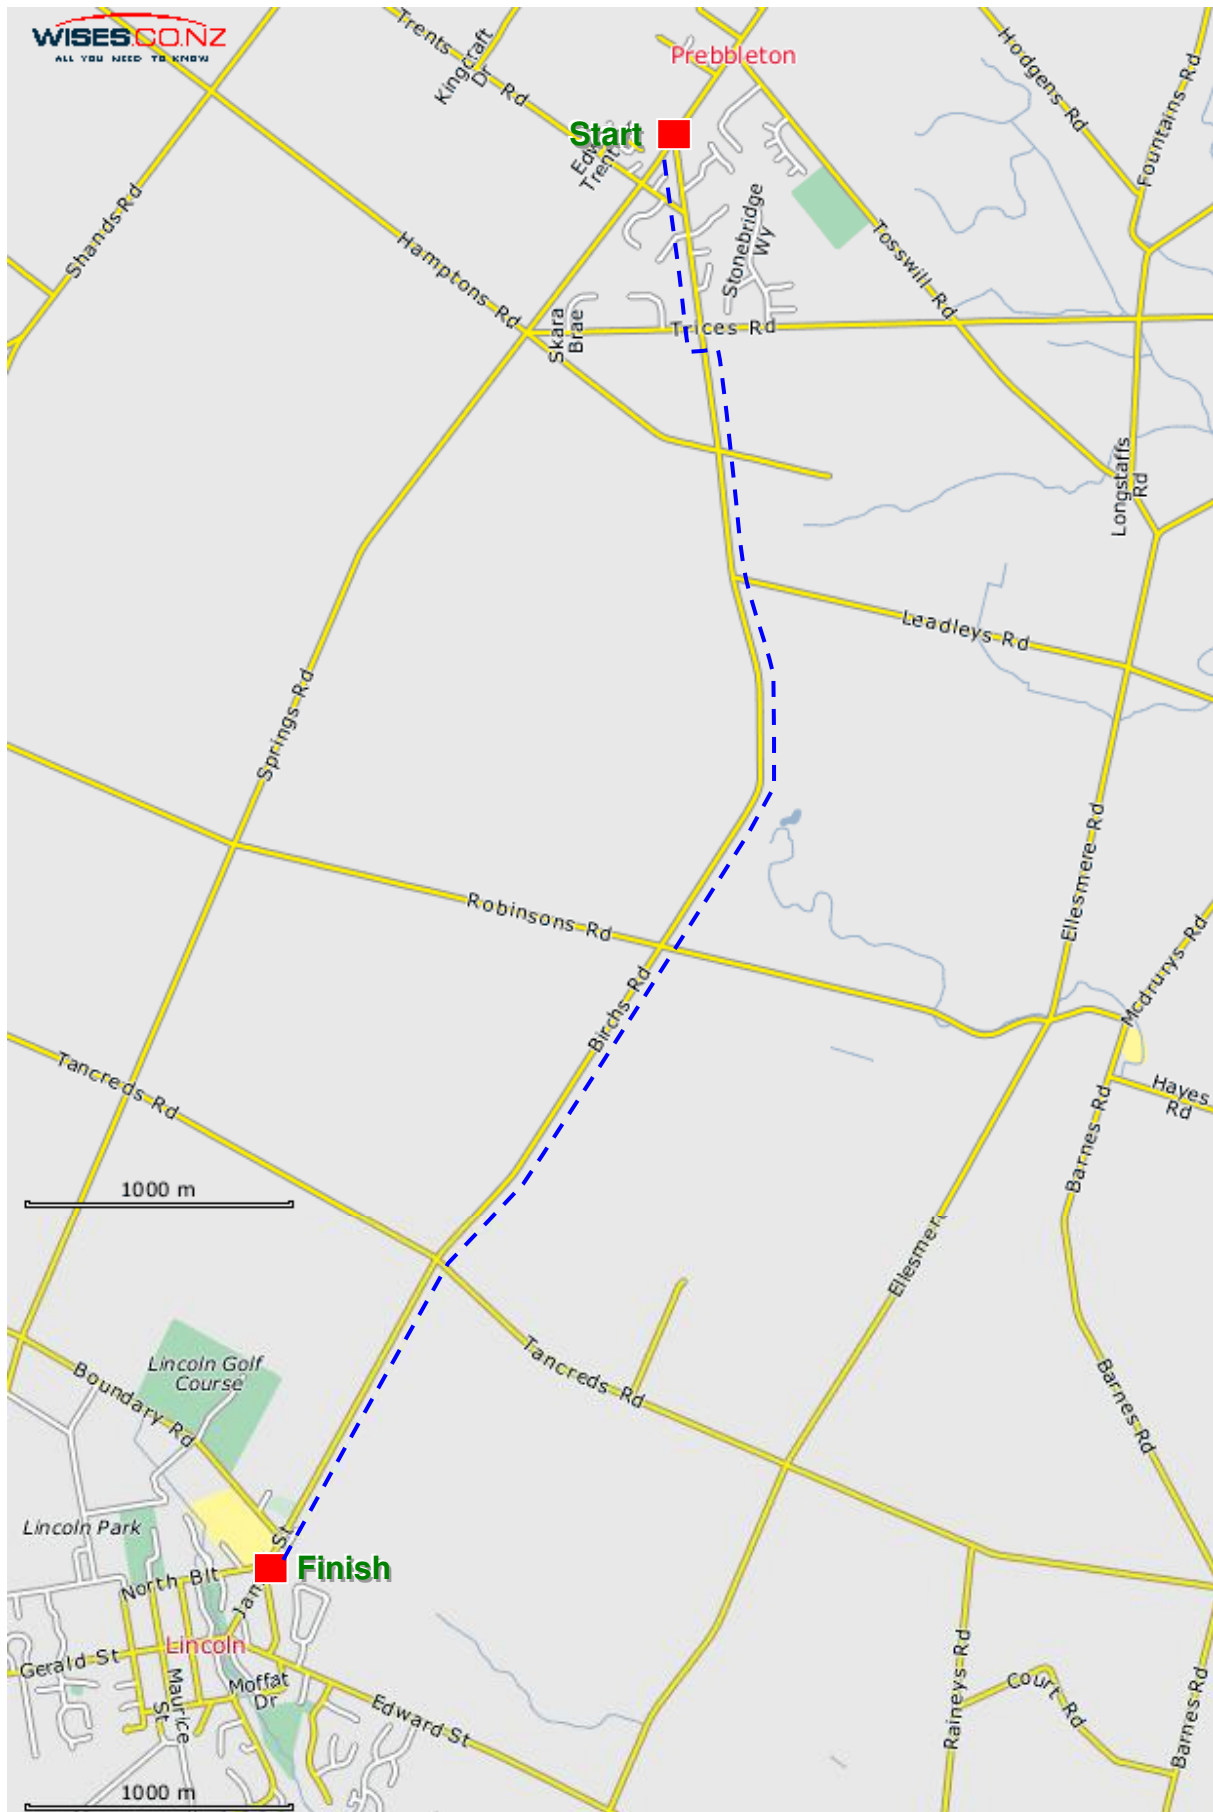 WISES.CO.NZ
ALL YOU NEED TO KNOW
Trents Rd
Kingcraft
Dr
Prebbleton
Hodgens Rd
Fountains Rd
Start
Trent
Shands Rd
Hamptons Rd
Stonebridge
Wy
Tosswill Rd
Skara
Brae
Trices Rd
Longstaffs
Rd
Leadleys Rd
Springs Rd
Ellesmere Rd
Robinsons Rd
Mcdrurys Rd
Birchs Rd
Tancreds Rd
Hayes
Rd
Barnes Rd
1000 m
Ellesmer
Lincoln Golf
Course
Boundary Rd
Tancreds Rd
Barnes Rd
Lincoln Park
St
Finish
North Blt
Jan
Lincoln
Gerald St
Maurice
St
Moffat
Dr
Edward St
Raineys Rd
Court Rd
Barnes Rd
1000 m